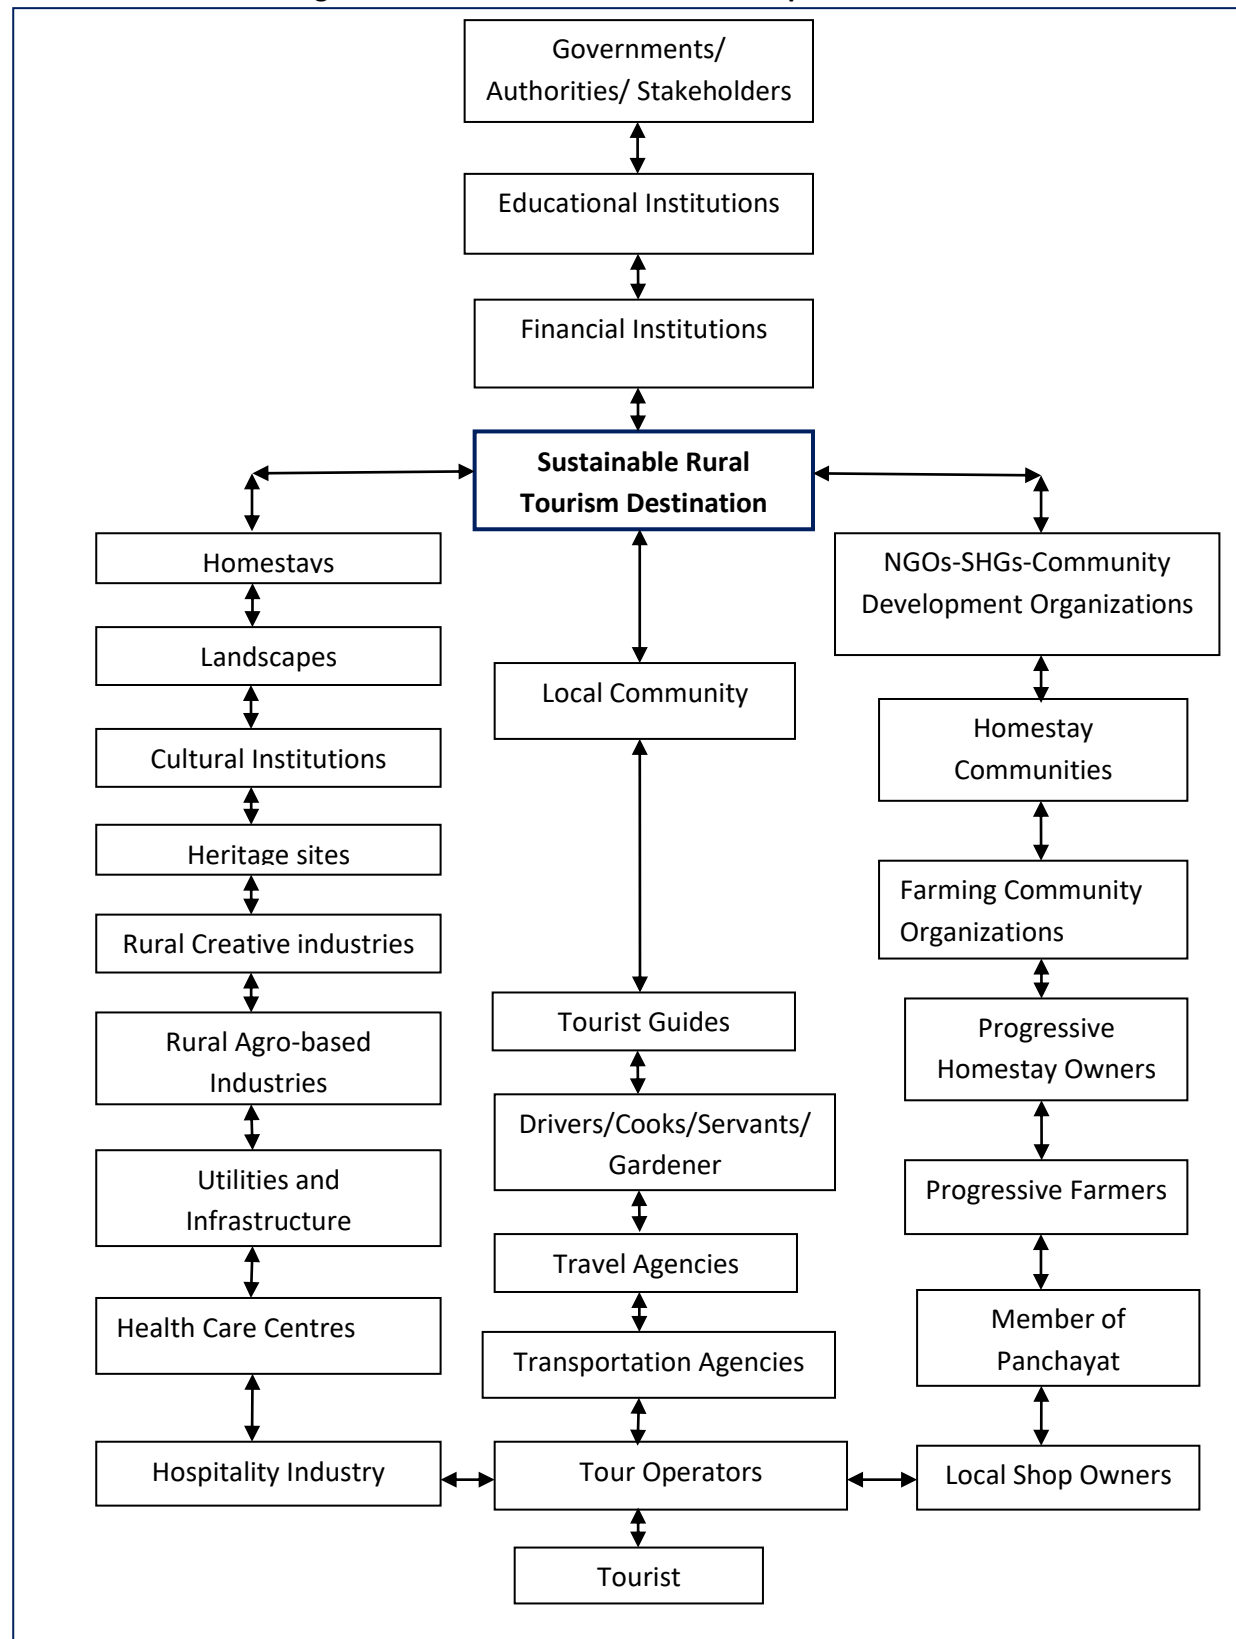 Governments/
Authorities/ Stakeholders
Educational Institutions
Financial Institutions
Sustainable Rural
Tourism Destination
Homestays
Landscapes
Cultural Institutions
Heritage sites
Rural Creative industries
Rural Agro-based
Industries
Utilities and
Infrastructure
Health Care Centres
Hospitality Industry
Local Community
Tourist Guides
Drivers/Cooks/Servants/
Gardener
Travel Agencies
Transportation Agencies
Tour Operators
Tourist
NGOs-SHGs-Community
Development Organizations
Homestay
Communities
Farming Community
Organizations
Progressive
Homestay Owners
Progressive Farmers
Member of
Panchayat
Local Shop Owners